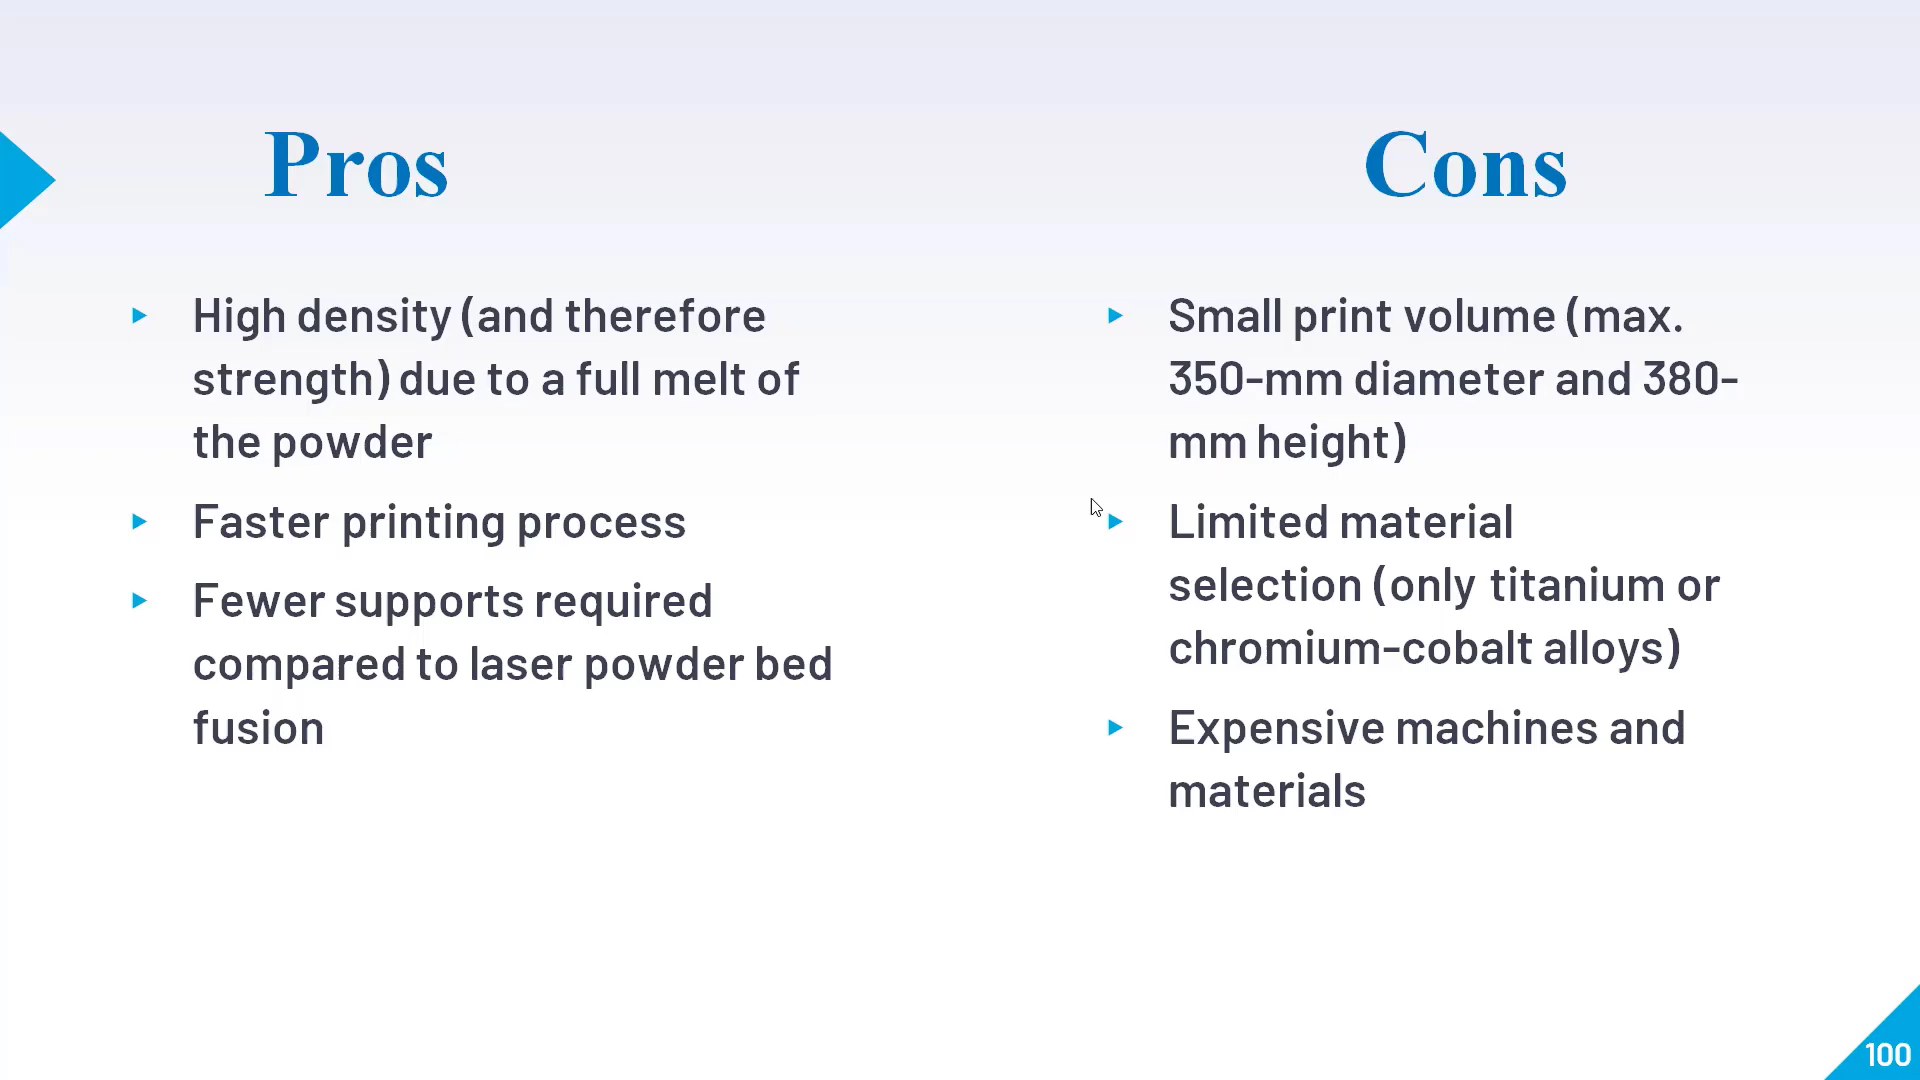 Pros
High density (and therefore
strength) due to a full melt of
the powder
Faster printing process
Fewer supports required
compared to laser powder bed
fusion
Cons
Small print volume (max.
350-mm diameter and 380-
mm height)
Limited material
selection (only titanium or
chromium-cobalt alloys)
Expensive machines and
materials
100